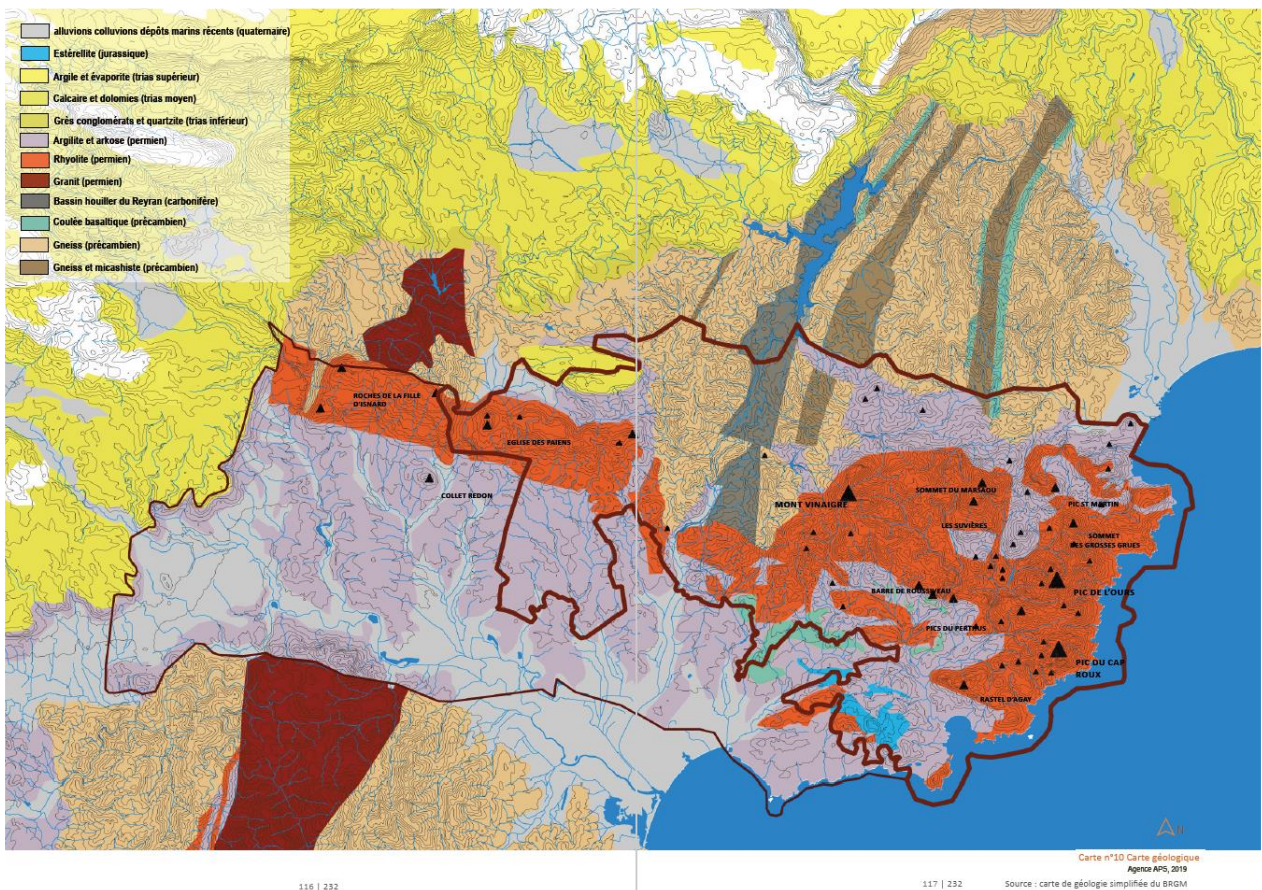 alluvions colluvions dépôts marins récents (quaternaire)
Estérellite (jurassique)
Argile et évaporite (trias supérieur)
Calcaire et dolomies (trias moyen)
Grès conglomérats et quartzite (trias inférieur)
Argilite et arkose (permien)
Rhyolite (permien)
Granit (permien)
Bassin houiller du Reyran (carbonifère)
Coulée basaltique (précambien)
Gneiss (précambien)
Gneiss et micashiste (précambien)
ROCHES DE LA FILLE
D'ISNARD
EGLISE DES PAIENS
COLLET REDON
MONT VINAIGRE
SOMMET DU MARSAOU
PIC ST MARTIN
LES SUVIÈRES
SOMMET
DES GROSSES GRUES
BARRE DE ROUSSIVEAU
PIC DE L'OURS
PICS DU PERTHUS
PIC DU CAP
ROUX
RASTEL D'AGAY
N
Carte n°10 Carte géologique
Agence APS, 2019
116 | 232
117 | 232
Source : carte de géologie simplifiée du BRGM